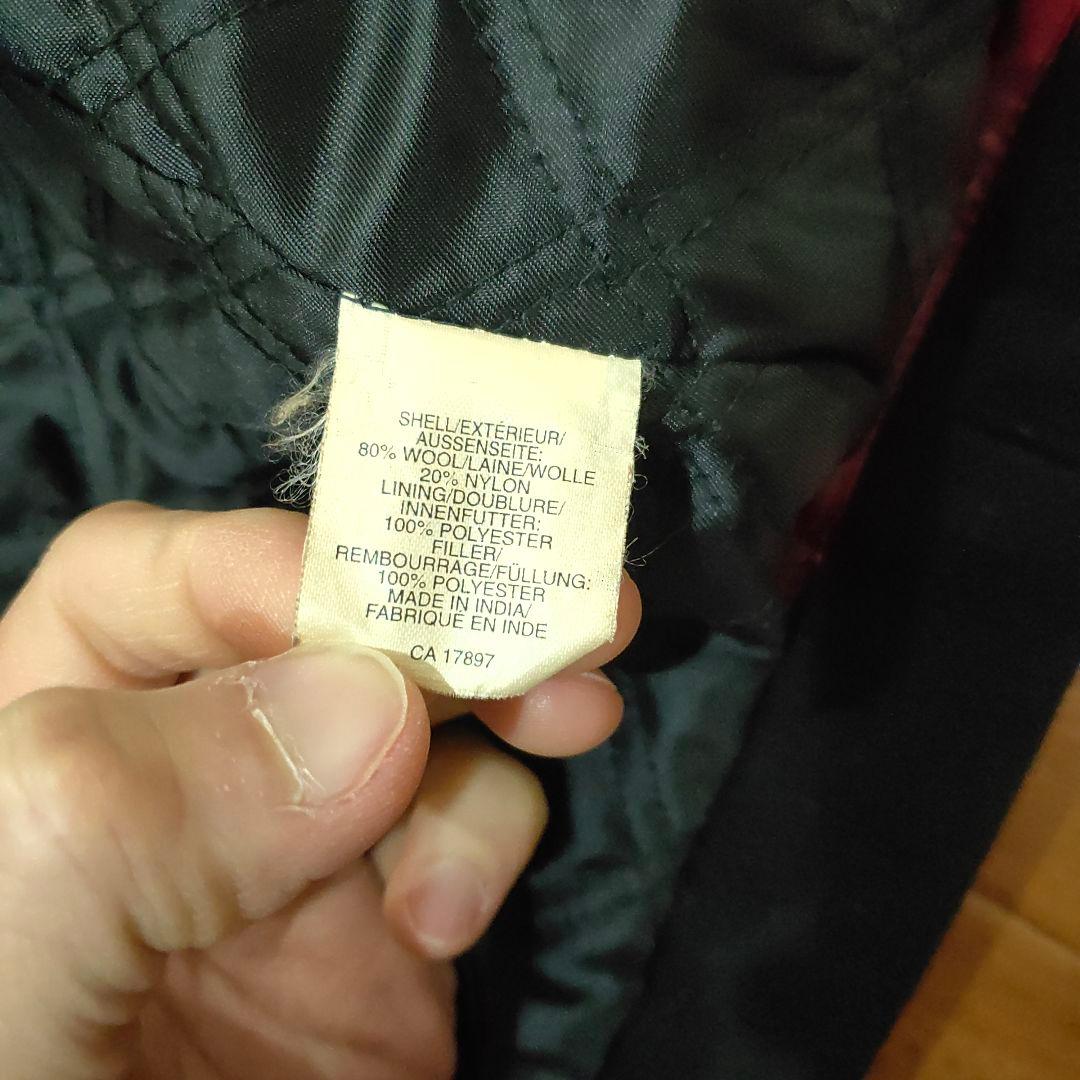 SHELL/EXTÉRIEUR/
AUSSENSEITE:
80% WOOL/LAINE/WOLLE
20% NYLON
LINING/DOUBLURE/
INNENFUTTER:
100% POLYESTER
FILLER/
REMBOURRAGE/FÜLLUNG:
100% POLYESTER
MADE IN INDIA/
FABRIQUE EN INDE
CA 17897